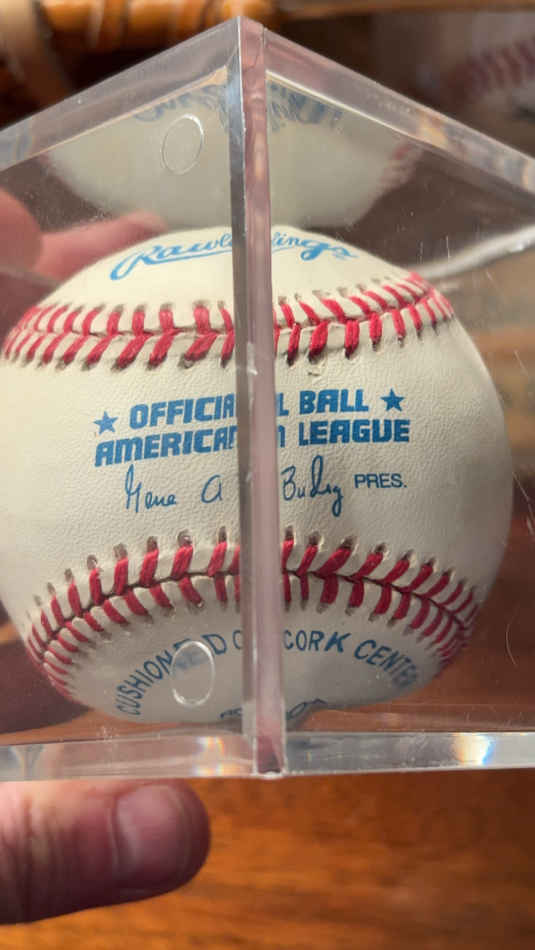 Rawlings
★ OFFICIAL BALL ★
AMERICAN LEAGUE
Gene A Budig PRES.
CUSHIONED CORK CENTER